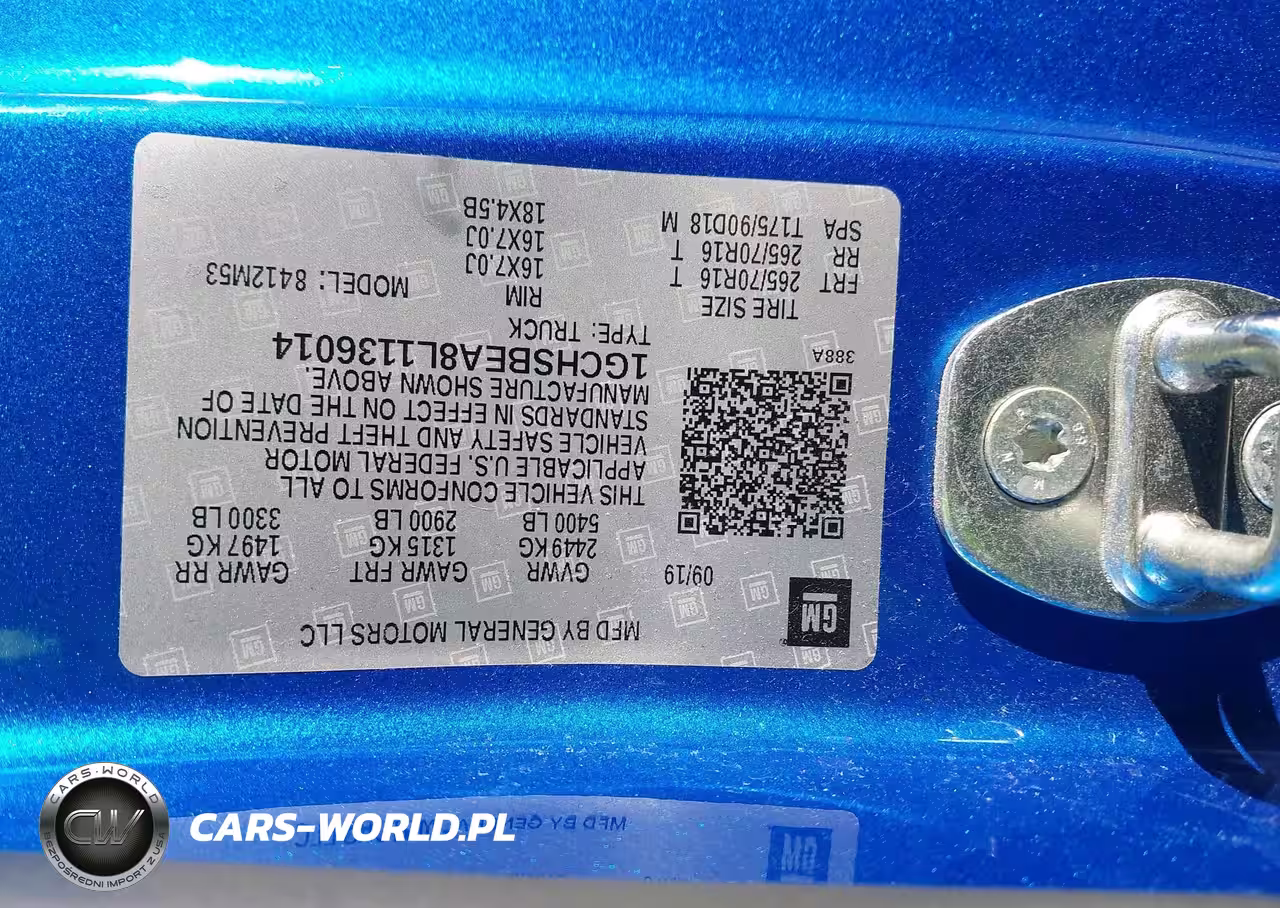 GM
MFD BY GENERAL MOTORS LLC
09/19
GVWR GAWR FRT GAWR RR
2449 KG 1315 KG 1497 KG
5400 LB 2900 LB 3300 LB
THIS VEHICLE CONFORMS TO ALL
APPLICABLE U.S. FEDERAL MOTOR
VEHICLE SAFETY AND THEFT PREVENTION
STANDARDS IN EFFECT ON THE DATE OF
MANUFACTURE SHOWN ABOVE.
1GCHSBEA8L1136014
388A
TYPE: TRUCK
TIRE SIZE RIM MODEL: 8412M53
FRT 265/70R16 T 16X7.0J
RR 265/70R16 T 16X7.0J
SPA T175/90D18 M 18X4.5B
CARS-WORLD
CW
BEZPOŚREDNI IMPORT Z USA
CARS-WORLD.PL